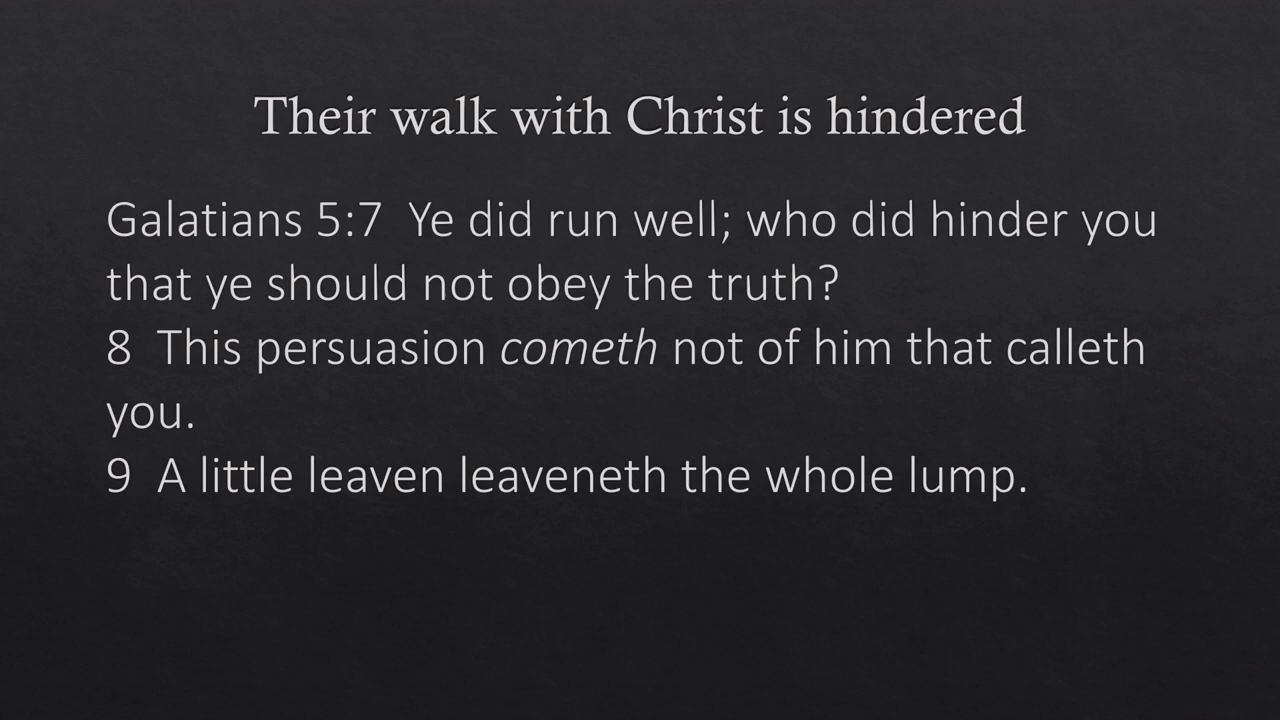 Their walk with Christ is hindered
Galatians 5:7  Ye did run well; who did hinder you
that ye should not obey the truth?
8  This persuasion cometh not of him that calleth
you.
9  A little leaven leaveneth the whole lump.